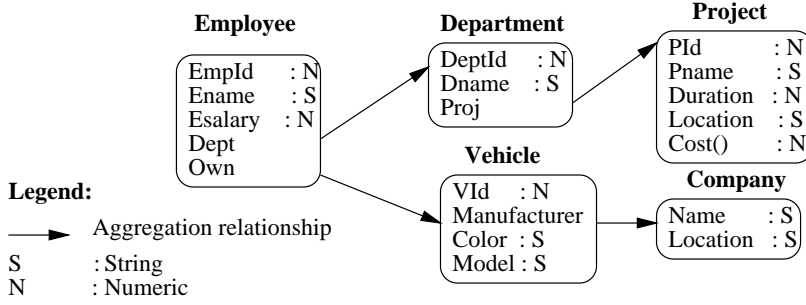 Employee
EmpId : N
Ename : S
Esalary : N
Dept
Own
Department
DeptId : N
Dname : S
Proj
Project
PId : N
Pname : S
Duration : N
Location : S
Cost() : N
Vehicle
VId : N
Manufacturer
Color : S
Model : S
Company
Name : S
Location : S
Legend:
Aggregation relationship
S : String
N : Numeric